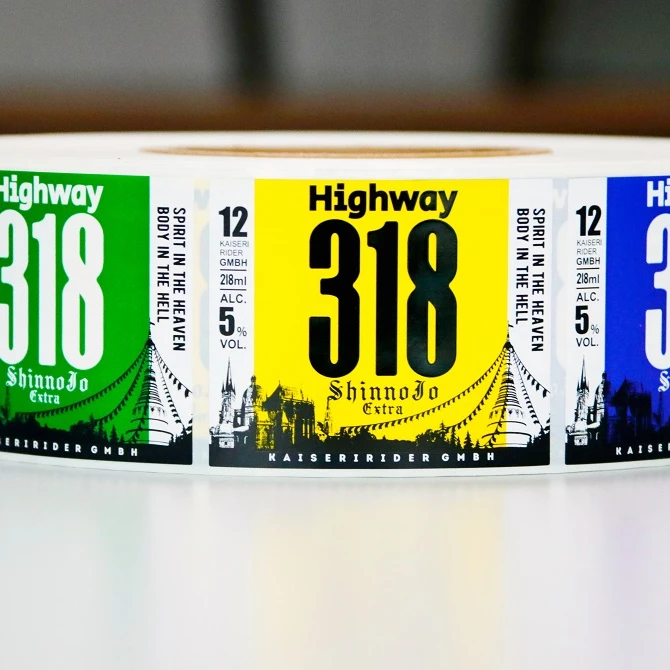 Highway
318
ShinnoJo
Extra
SPIRIT IN THE HEAVEN
BODY IN THE HELL
12
KAISERI
RIDER
GMBH
218ml
ALC.
5%
VOL.
Highway
318
ShinnoJo
Extra
SPIRIT IN THE HEAVEN
BODY IN THE HELL
KAISERIRIDER GMBH
12
KAISERI
RIDER
GMBH
218ml
ALC.
5%
VOL.
Hi
3